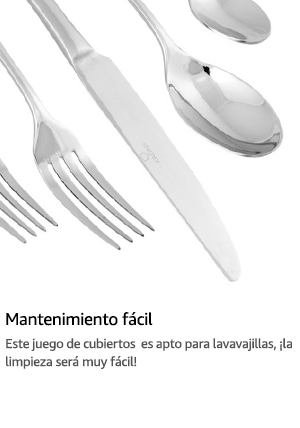 Mantenimiento fácil
Este juego de cubiertos es apto para lavavajillas, ¡la
limpieza será muy fácil!